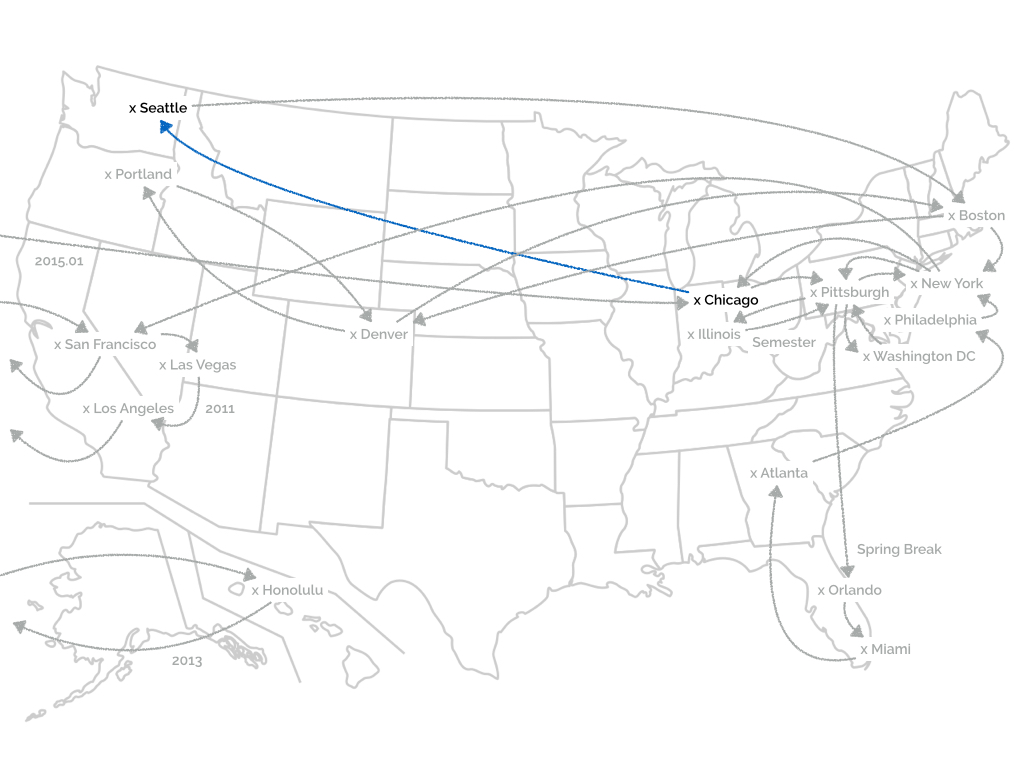 x Seattle
x Portland
x Boston
2015.01
x New York
x Pittsburgh
x Chicago
x Philadelphia
x Illinois
x Denver
Semester
x San Francisco
x Washington DC
x Las Vegas
x Los Angeles
2011
x Atlanta
Spring Break
x Honolulu
x Orlando
x Miami
2013